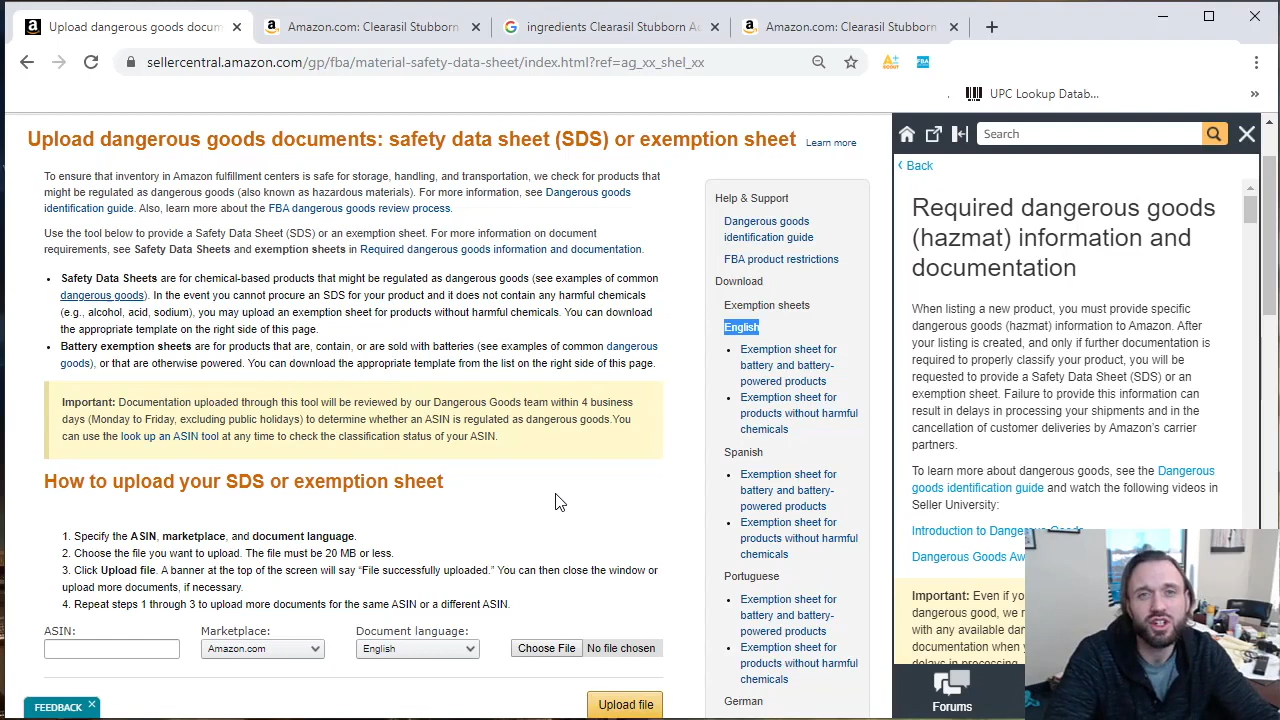 Upload dangerous goods docum
Amazon.com: Clearasil Stubborn
ingredients Clearasil Stubborn Ac
Amazon.com: Clearasil Stubborn
sellercentral.amazon.com/gp/fba/material-safety-data-sheet/index.html?ref=ag_xx_shel_xx
UPC Lookup Datab...
Upload dangerous goods documents: safety data sheet (SDS) or exemption sheet
Learn more
To ensure that inventory in Amazon fulfillment centers is safe for storage, handling, and transportation, we check for products that
might be regulated as dangerous goods (also known as hazardous materials). For more information, see Dangerous goods
identification guide. Also, learn more about the FBA dangerous goods review process.
Use the tool below to provide a Safety Data Sheet (SDS) or an exemption sheet. For more information on document
requirements, see Safety Data Sheets and exemption sheets in Required dangerous goods information and documentation.
• Safety Data Sheets are for chemical-based products that might be regulated as dangerous goods (see examples of common
dangerous goods). In the event you cannot procure an SDS for your product and it does not contain any harmful chemicals
(e.g., alcohol, acid, sodium), you may upload an exemption sheet for products without harmful chemicals. You can download
the appropriate template on the right side of this page.
• Battery exemption sheets are for products that are, contain, or are sold with batteries (see examples of common dangerous
goods), or that are otherwise powered. You can download the appropriate template from the list on the right side of this page.
Important: Documentation uploaded through this tool will be reviewed by our Dangerous Goods team within 4 business
days (Monday to Friday, excluding public holidays) to determine whether an ASIN is regulated as dangerous goods.You
can use the look up an ASIN tool at any time to check the classification status of your ASIN.
How to upload your SDS or exemption sheet
1. Specify the ASIN, marketplace, and document language.
2. Choose the file you want to upload. The file must be 20 MB or less.
3. Click Upload file. A banner at the top of the screen will say "File successfully uploaded." You can then close the window or
upload more documents, if necessary.
4. Repeat steps 1 through 3 to upload more documents for the same ASIN or a different ASIN.
ASIN:
Marketplace:
Document language:
Amazon.com
English
Choose File
No file chosen
FEEDBACK
Upload file
Help & Support
Dangerous goods
identification guide
FBA product restrictions
Download
Exemption sheets
English
• Exemption sheet for
battery and battery-
powered products
• Exemption sheet for
products without harmful
chemicals
Spanish
• Exemption sheet for
battery and battery-
powered products
• Exemption sheet for
products without harmful
chemicals
Portuguese
• Exemption sheet for
battery and battery-
powered products
• Exemption sheet for
products without harmful
chemicals
German
Search
Back
Required dangerous goods
(hazmat) information and
documentation
When listing a new product, you must provide specific
dangerous goods (hazmat) information to Amazon. After
your listing is created, and only if further documentation is
required to properly classify your product, you will be
requested to provide a Safety Data Sheet (SDS) or an
exemption sheet. Failure to provide this information can
result in delays in processing your shipments and in the
cancellation of customer deliveries by Amazon's carrier
partners.
To learn more about dangerous goods, see the Dangerous
goods identification guide and watch the following videos in
Seller University:
Introduction to Dangerous Goods
Dangerous Goods Aw
Important: Even if yo
dangerous good, we
with any available dan
documentation when
delays in processing
Forums